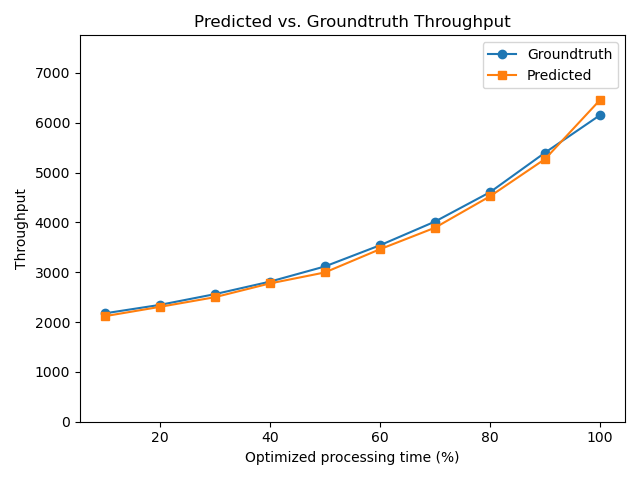 Predicted vs. Groundtruth Throughput
Groundtruth
Predicted
7000
6000
5000
4000
3000
2000
1000
0
Throughput
20 40 60 80 100
Optimized processing time (%)